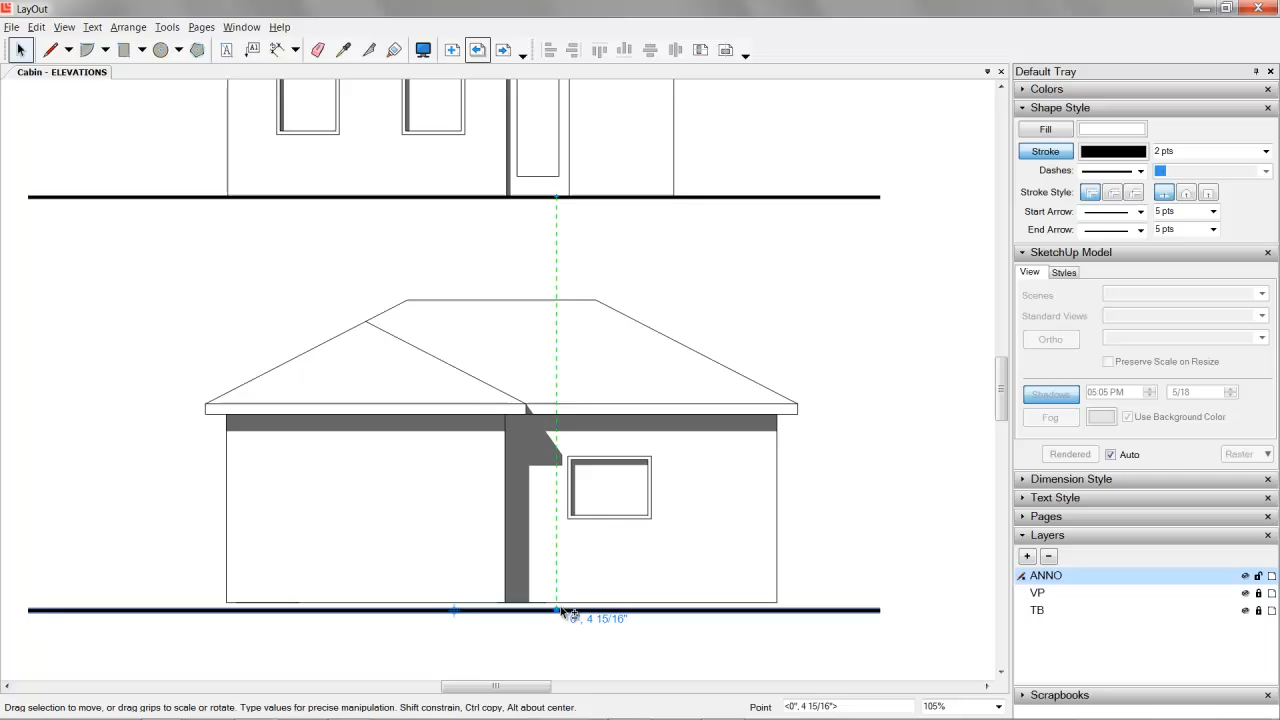 LayOut
File Edit View Text Arrange Tools Pages Window Help
Cabin - ELEVATIONS
Default Tray
Colors
Shape Style
Fill
Stroke 2 pts
Dashes:
Stroke Style:
Start Arrow: 5 pts
End Arrow: 5 pts
SketchUp Model
View Styles
Scenes
Standard Views
Ortho
Preserve Scale on Resize
Shadows 05:05 PM 5/18
Fog Use Background Color
Rendered Auto Raster
Dimension Style
Text Style
Pages
Layers
ANNO
VP
TB
Scrapbooks
0", 4 15/16"
Drag selection to move, or drag grips to scale or rotate. Type values for precise manipulation. Shift constrain, Ctrl copy, Alt about center. Point <0", 4 15/16"> 105%